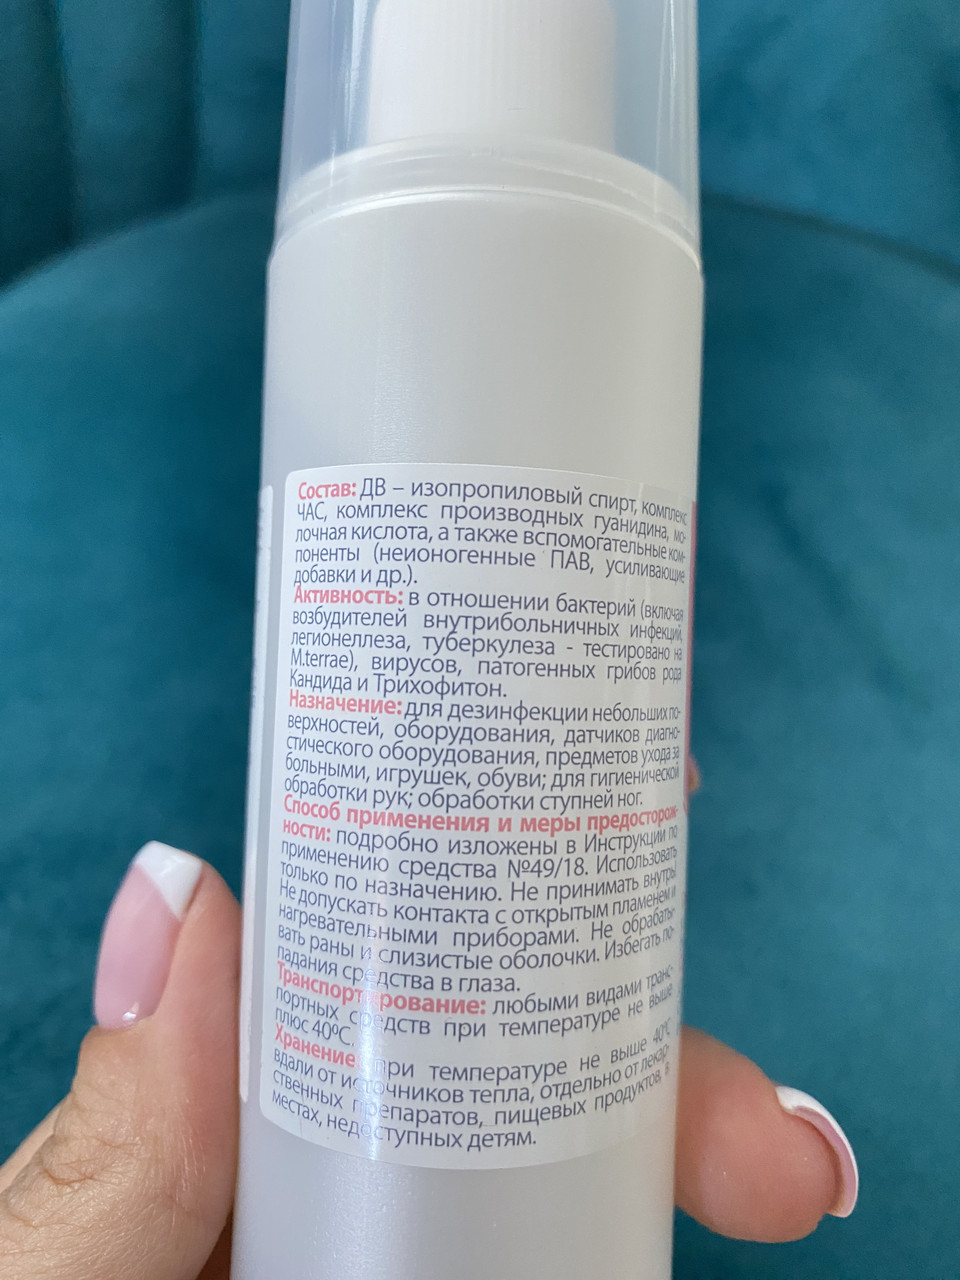 Состав: ДВ – изопропиловый спирт, комплекс
ЧАС, комплекс производных гуанидина, мо-
лочная кислота, а также вспомогательные ком-
поненты (неионогенные ПАВ, усиливающие
добавки и др.).
Активность: в отношении бактерий (включая
возбудителей внутрибольничных инфекций,
легионеллеза, туберкулеза - тестировано на
M.terrae), вирусов, патогенных грибов рода
Кандида и Трихофитон.
Назначение: для дезинфекции небольших по-
верхностей, оборудования, датчиков диагно-
стического оборудования, предметов ухода за
больными, игрушек, обуви; для гигиенической
обработки рук; обработки ступней ног.
Способ применения и меры предосторож-
ности: подробно изложены в Инструкции по
применению средства №49/18. Использовать
только по назначению. Не принимать внутрь!
Не допускать контакта с открытым пламенем и
нагревательными приборами. Не обрабаты-
вать раны и слизистые оболочки. Избегать по-
падания средства в глаза.
Транспортирование: любыми видами транс-
портных средств при температуре не выше
плюс 40⁰С.
Хранение: при температуре не выше 40⁰С
вдали от источников тепла, отдельно от лекар-
ственных препаратов, пищевых продуктов, в
местах, недоступных детям.